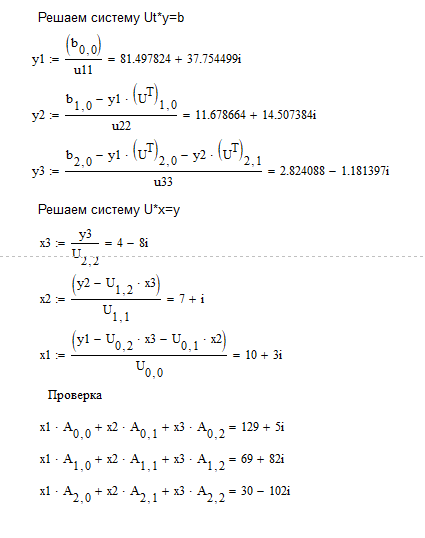 Решаем систему Ut*y=b
y1 := (b0,0) / u11 = 81.497824 + 37.754499i
y2 := b1,0 − y1 · (U^T)1,0 / u22 = 11.678664 + 14.507384i
y3 := b2,0 − y1 · (U^T)2,0 − y2 · (U^T)2,1 / u33 = 2.824088 − 1.181397i
Решаем систему U*x=y
x3 := y3 / U2,2 = 4 − 8i
x2 := (y2 − U1,2 · x3) / U1,1 = 7 + i
x1 := (y1 − U0,2 · x3 − U0,1 · x2) / U0,0 = 10 + 3i
Проверка
x1 · A0,0 + x2 · A0,1 + x3 · A0,2 = 129 + 5i
x1 · A1,0 + x2 · A1,1 + x3 · A1,2 = 69 + 82i
x1 · A2,0 + x2 · A2,1 + x3 · A2,2 = 30 − 102i